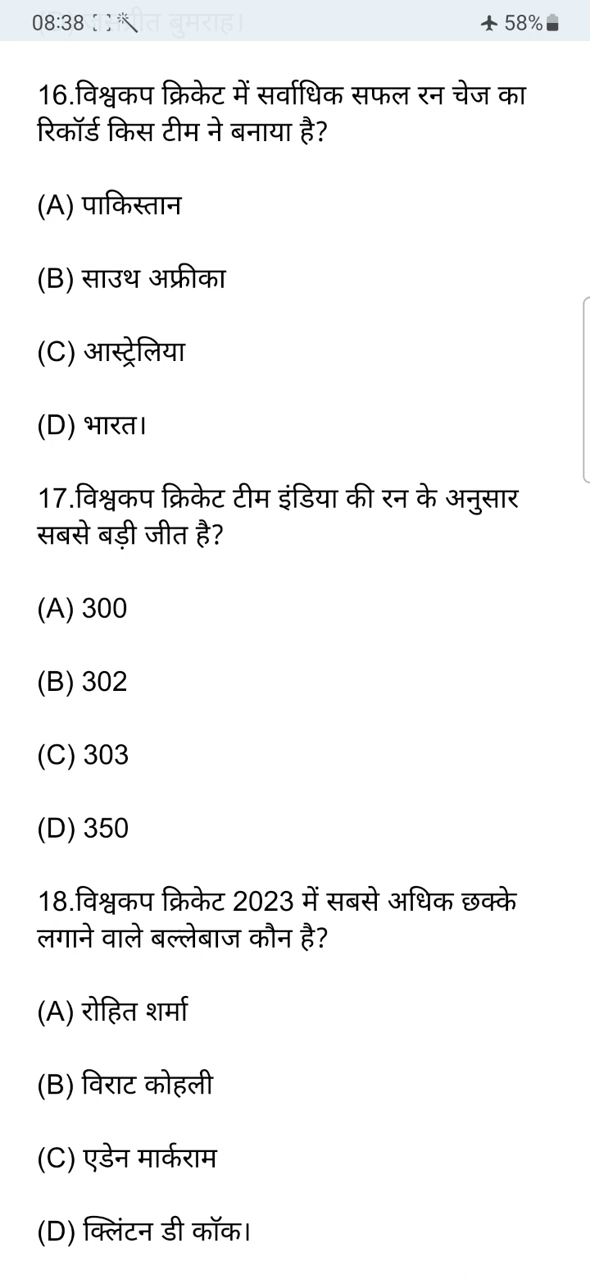 08:38
58%
16.विश्वकप क्रिकेट में सर्वाधिक सफल रन चेज का
रिकॉर्ड किस टीम ने बनाया है?
(A) पाकिस्तान
(B) साउथ अफ्रीका
(C) आस्ट्रेलिया
(D) भारत।
17.विश्वकप क्रिकेट टीम इंडिया की रन के अनुसार
सबसे बड़ी जीत है?
(A) 300
(B) 302
(C) 303
(D) 350
18.विश्वकप क्रिकेट 2023 में सबसे अधिक छक्के
लगाने वाले बल्लेबाज कौन है?
(A) रोहित शर्मा
(B) विराट कोहली
(C) एडेन मार्कराम
(D) क्लिंटन डी कॉक।